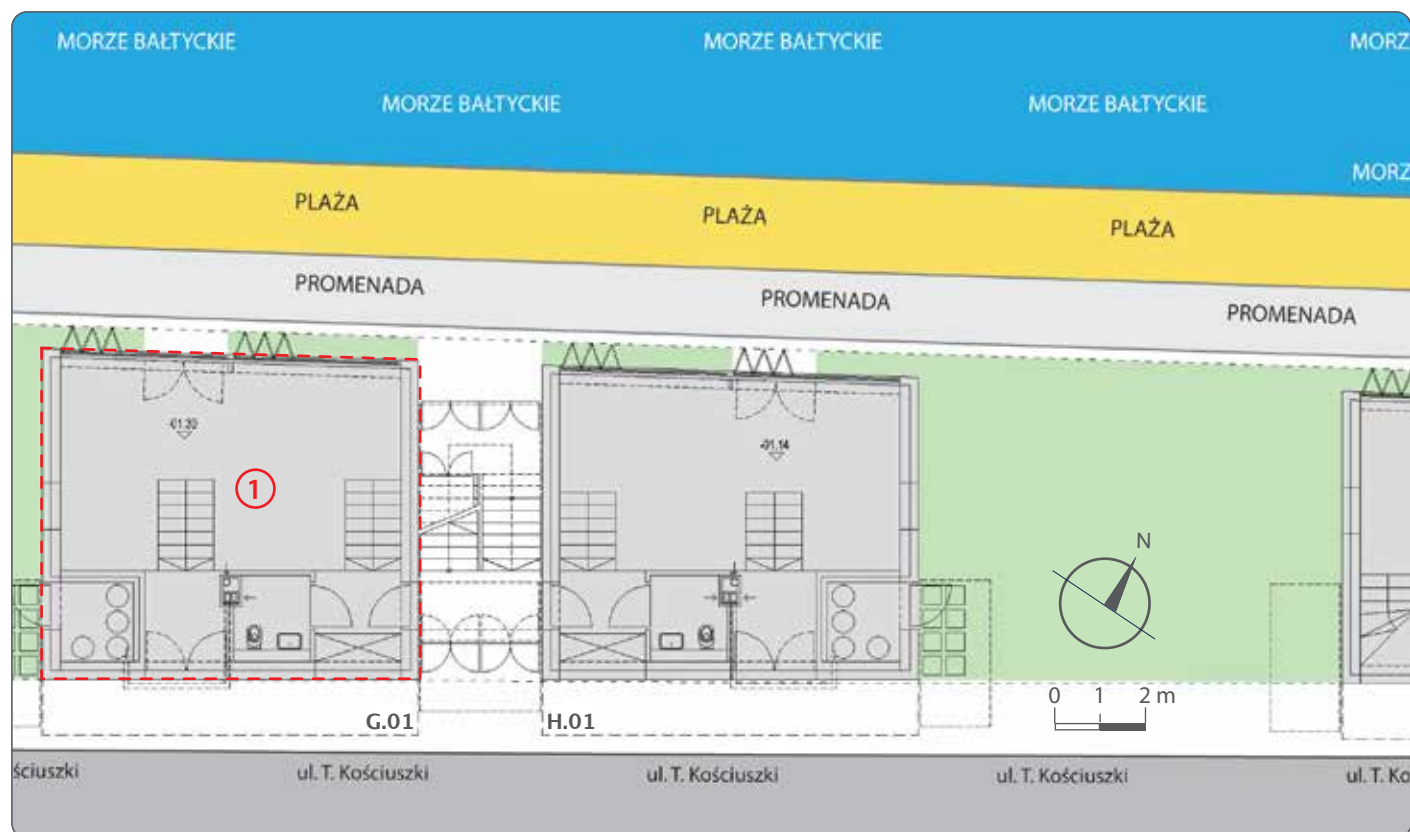 MORZE BAŁTYCKIE
MORZE BAŁTYCKIE
MORZ
MORZE BAŁTYCKIE
MORZE BAŁTYCKIE
MORZ
PLAŻA
PLAŻA
PLAŻA
PROMENADA
PROMENADA
PROMENADA
-01.20
-01.14
1
N
0 1 2 m
G.01
H.01
ściuszki
ul. T. Kościuszki
ul. T. Kościuszki
ul. T. Kościuszki
ul. T. Ko